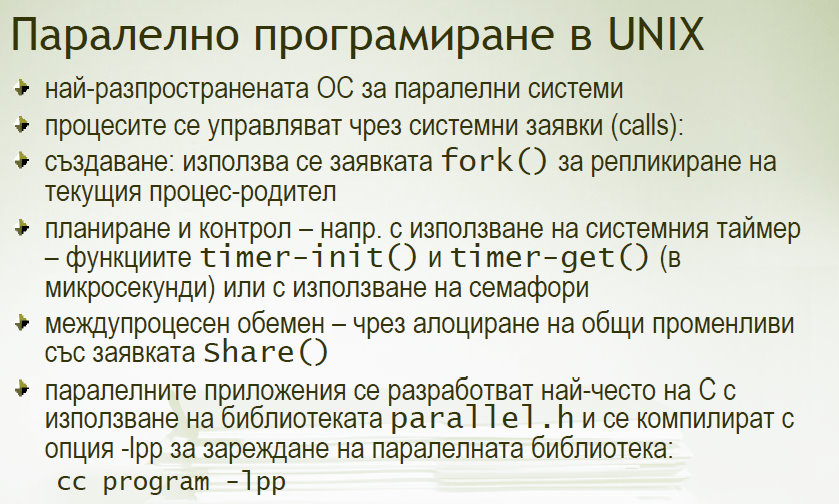 Паралелно програмиране в UNIX
най-разпространената ОС за паралелни системи
процесите се управляват чрез системни заявки (calls):
създаване: използва се заявката fork() за репликиране на
текущия процес-родител
планиране и контрол – напр. с използване на системния таймер
– функциите timer-init() и timer-get() (в
микросекунди) или с използване на семафори
междупроцесен обемен – чрез алоциране на общи променливи
със заявката Share()
паралелните приложения се разработват най-често на С с
използване на библиотеката parallel.h и се компилират с
опция -lpp за зареждане на паралелната библиотека:
cc program -lpp